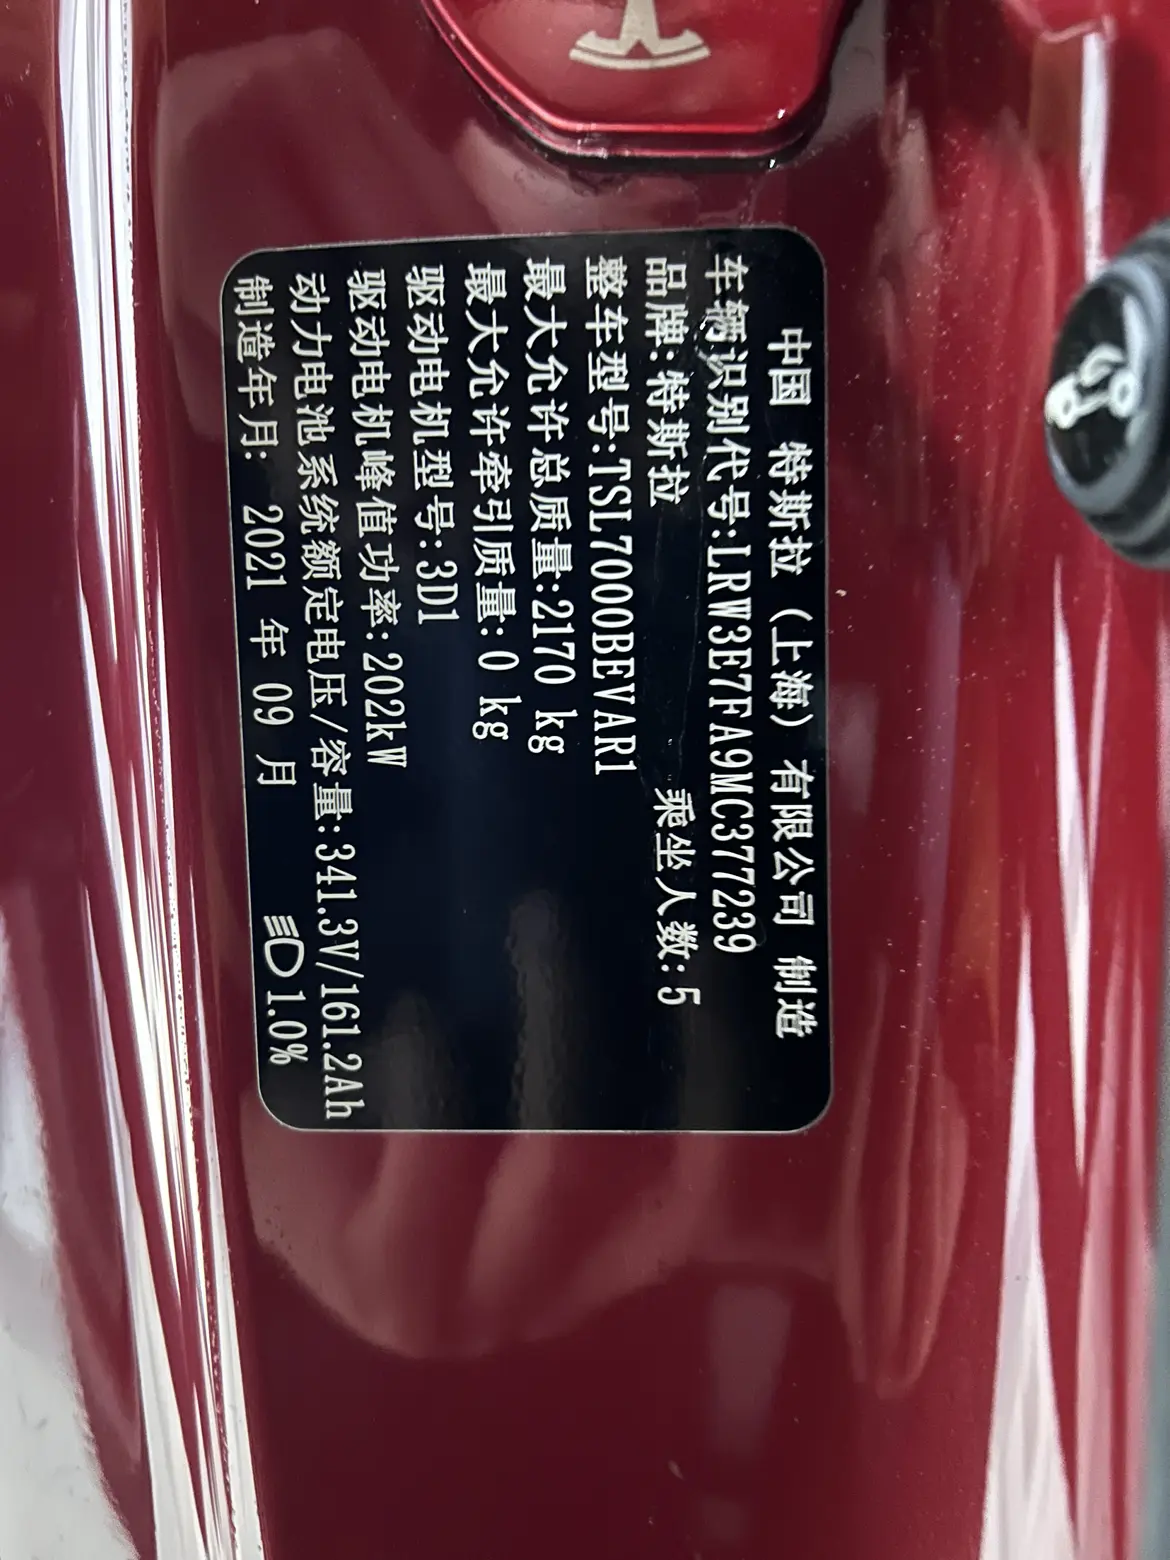 中国 特斯拉（上海）有限公司 制造
车辆识别代号:LRW3E7FA9MC377239
品牌:特斯拉 乘坐人数:5
整车型号:TSL7000BEVAR1
最大允许总质量:2170 kg
最大允许牵引质量:0 kg
驱动电机型号:3D1
驱动电机峰值功率:202kW
动力电池系统额定电压/容量:341.3V/161.2Ah
制造年月: 2021 年 09 月 1.0%